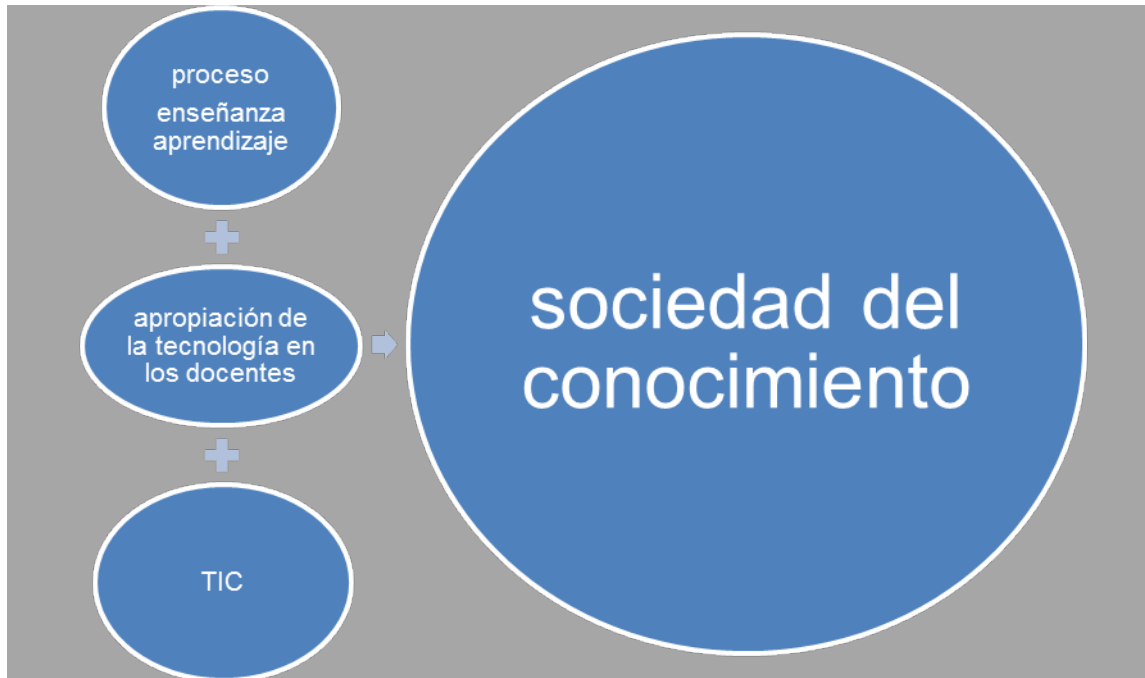 proceso
enseñanza
aprendizaje
apropiación de
la tecnología en
los docentes
TIC
sociedad del
conocimiento